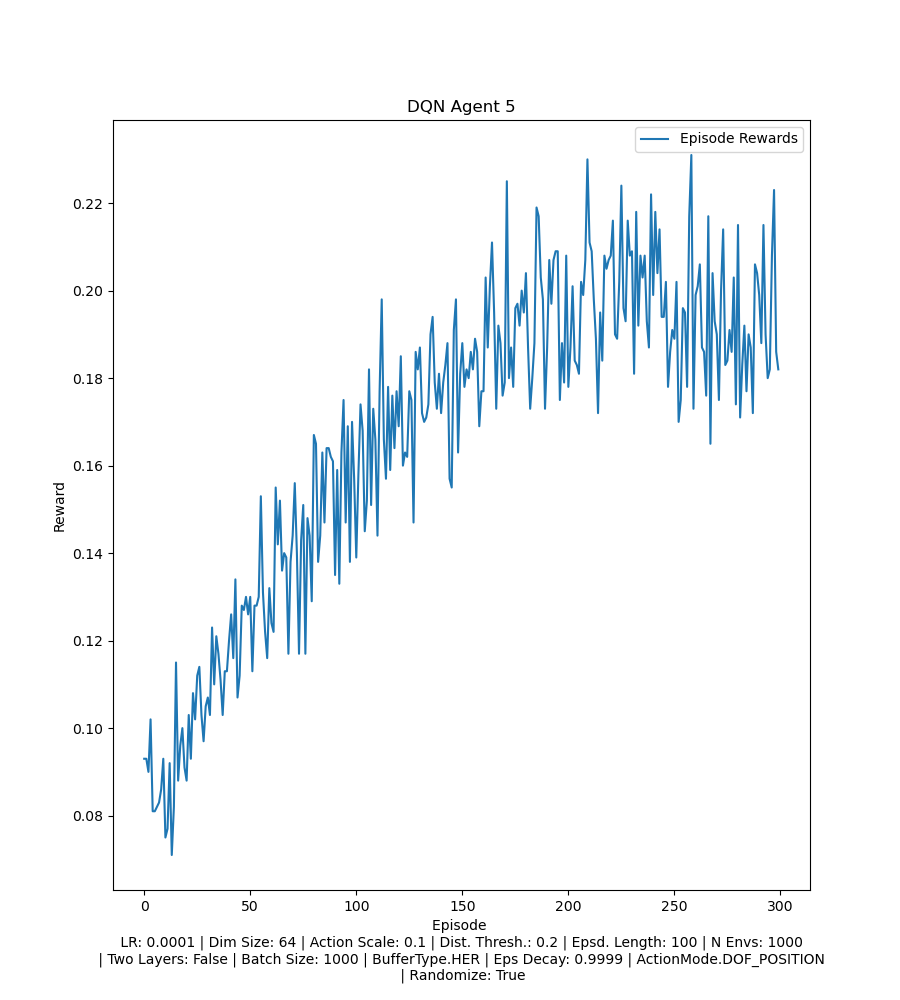 DQN Agent 5
Episode Rewards
0.22
0.20
0.18
0.16
0.14
0.12
0.10
0.08
Reward
0 50 100 150 200 250 300
Episode
LR: 0.0001 | Dim Size: 64 | Action Scale: 0.1 | Dist. Thresh.: 0.2 | Epsd. Length: 100 | N Envs: 1000
| Two Layers: False | Batch Size: 1000 | BufferType.HER | Eps Decay: 0.9999 | ActionMode.DOF_POSITION
| Randomize: True